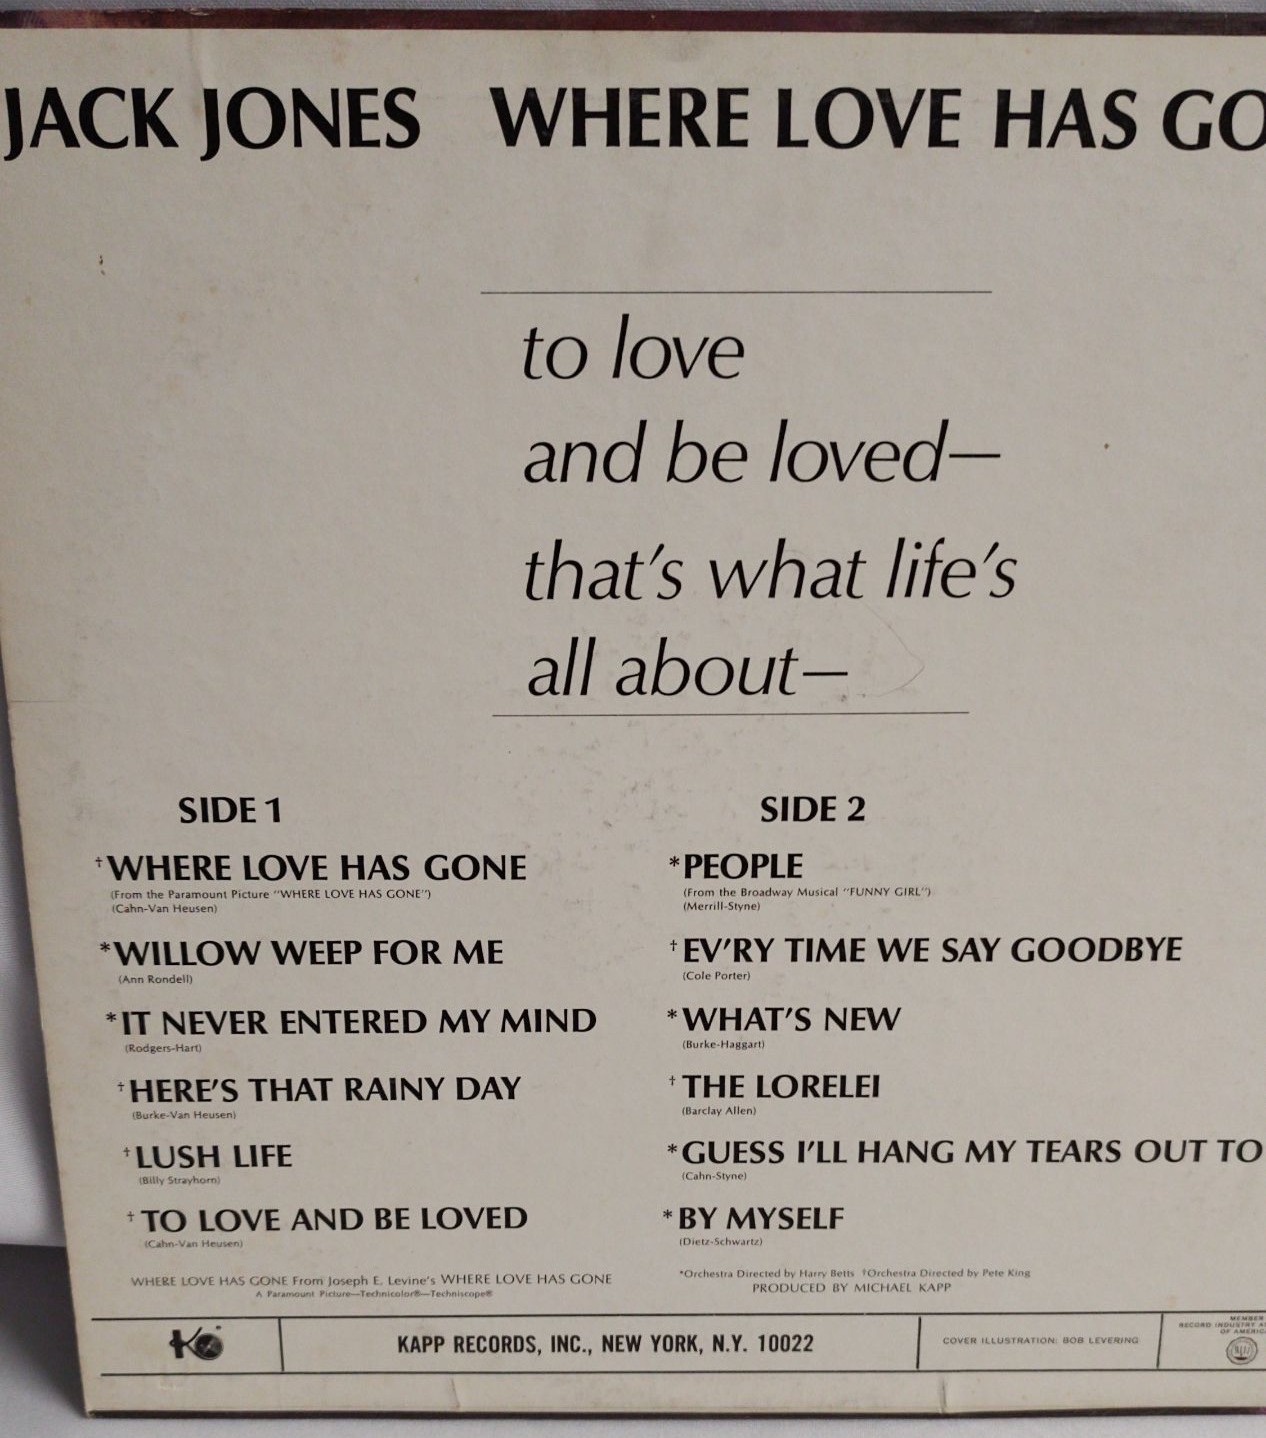 JACK JONES WHERE LOVE HAS GO
to love
and be loved—
that's what life's
all about—
SIDE 1
†WHERE LOVE HAS GONE
(From the Paramount Picture "WHERE LOVE HAS GONE")
(Cahn-Van Heusen)
*WILLOW WEEP FOR ME
(Ann Rondell)
*IT NEVER ENTERED MY MIND
(Rodgers-Hart)
†HERE'S THAT RAINY DAY
(Burke-Van Heusen)
†LUSH LIFE
(Billy Strayhorn)
†TO LOVE AND BE LOVED
(Cahn-Van Heusen)
WHERE LOVE HAS GONE From Joseph E. Levine's WHERE LOVE HAS GONE
A Paramount Picture—Technicolor®—Techniscope®
SIDE 2
*PEOPLE
(From the Broadway Musical "FUNNY GIRL")
(Merrill-Styne)
†EV'RY TIME WE SAY GOODBYE
(Cole Porter)
*WHAT'S NEW
(Burke-Haggart)
†THE LORELEI
(Barclay Allen)
*GUESS I'LL HANG MY TEARS OUT TO
(Cahn-Styne)
*BY MYSELF
(Dietz-Schwartz)
*Orchestra Directed by Harry Betts †Orchestra Directed by Pete King
PRODUCED BY MICHAEL KAPP
KAPP RECORDS, INC., NEW YORK, N.Y. 10022
COVER ILLUSTRATION: BOB LEVERING
MEMBER
RECORD INDUSTRY A
OF AMERICA